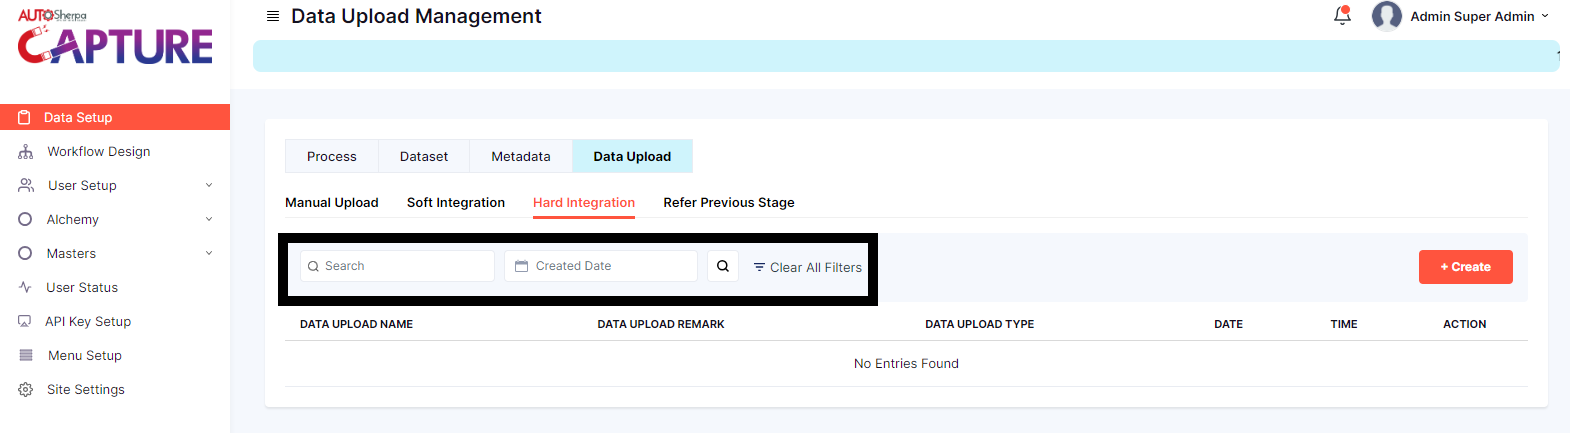 AUTOSherpa
CAPTURE
Data Upload Management
Admin Super Admin
Data Setup
Workflow Design
User Setup
Alchemy
Masters
User Status
API Key Setup
Menu Setup
Site Settings
Process Dataset Metadata Data Upload
Manual Upload Soft Integration Hard Integration Refer Previous Stage
Search Created Date Clear All Filters + Create
DATA UPLOAD NAME DATA UPLOAD REMARK DATA UPLOAD TYPE DATE TIME ACTION
No Entries Found